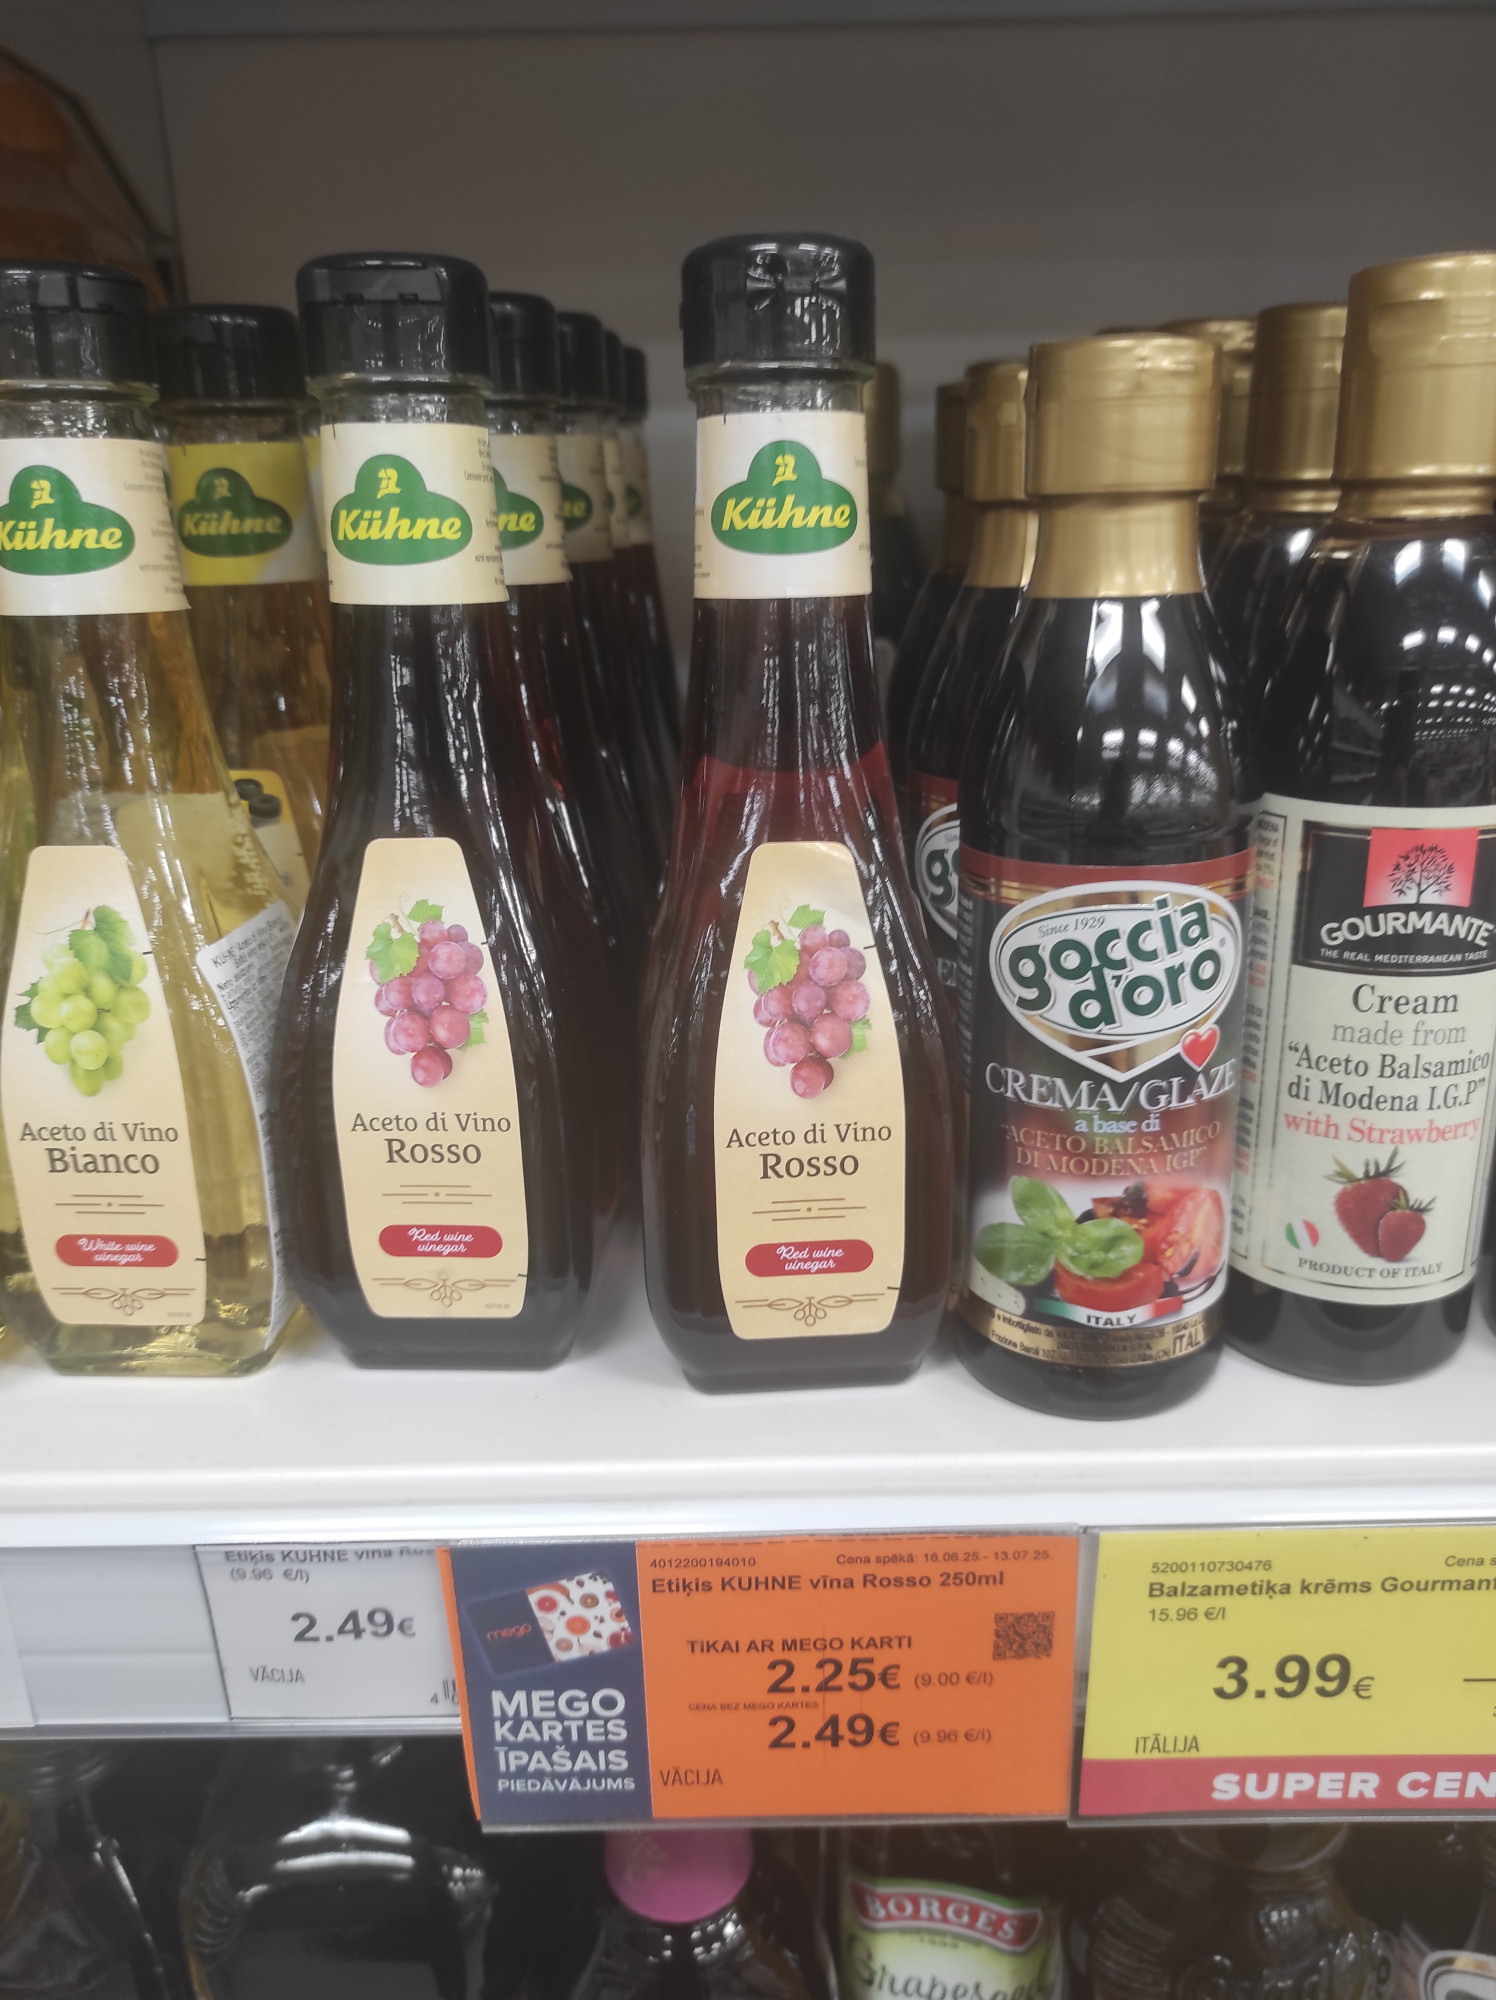 Kühne
Aceto di Vino
Bianco
White wine
vinegar
Kühne
Kühne
Aceto di Vino
Rosso
Red wine
vinegar
Kühne
Aceto di Vino
Rosso
Red wine
vinegar
Since 1929
goccia
d'oro
CREMA/GLAZE
a base di
"ACETO BALSAMICO
DI MODENA IGP"
ITALY
GOURMANTE
THE REAL MEDITERRANEAN TASTE
Cream
made from
"Aceto Balsamico
di Modena I.G.P"
with Strawberry
PRODUCT OF ITALY
Etiķis KUHNE vīna
(9.96 €/l)
2.49€
VĀCIJA
mego
MEGO
KARTES
ĪPAŠAIS
PIEDĀVĀJUMS
4012200194010
Cena spēkā: 16.06.25.- 13.07.25.
Etiķis KUHNE vīna Rosso 250ml
TIKAI AR MEGO KARTI
2.25€ (9.00 €/l)
CENA BEZ MEGO KARTES
2.49€ (9.96 €/l)
VĀCIJA
5200110730476
Cena
Balzametiķa krēms Gourmant
15.96 €/l
3.99€
ITĀLIJA
SUPER CEN
BORGES